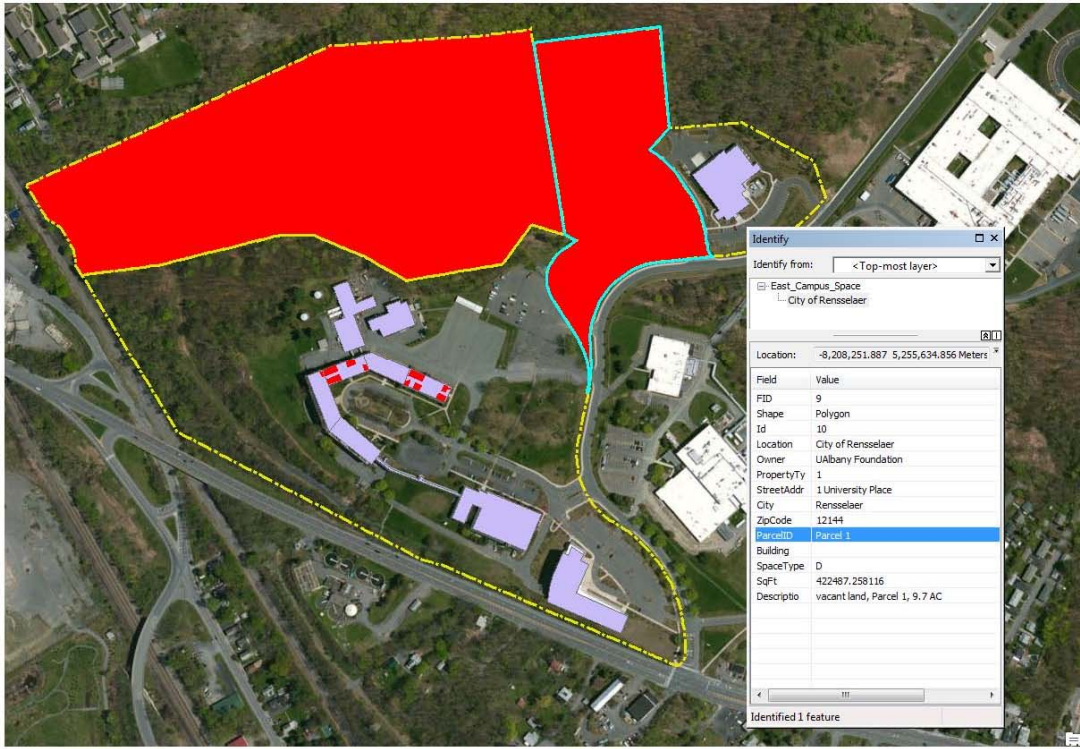 Identify
Identify from: <Top-most layer>
East_Campus_Space
City of Rensselaer
Location: -8,208,251.887 5,255,634.856 Meters
Field Value
FID 9
Shape Polygon
Id 10
Location City of Rensselaer
Owner UAlbany Foundation
PropertyTy 1
StreetAddr 1 University Place
City Rensselaer
ZipCode 12144
ParcelID Parcel 1
Building
SpaceType D
SqFt 422487.258116
Descriptio vacant land, Parcel 1, 9.7 AC
Identified 1 feature